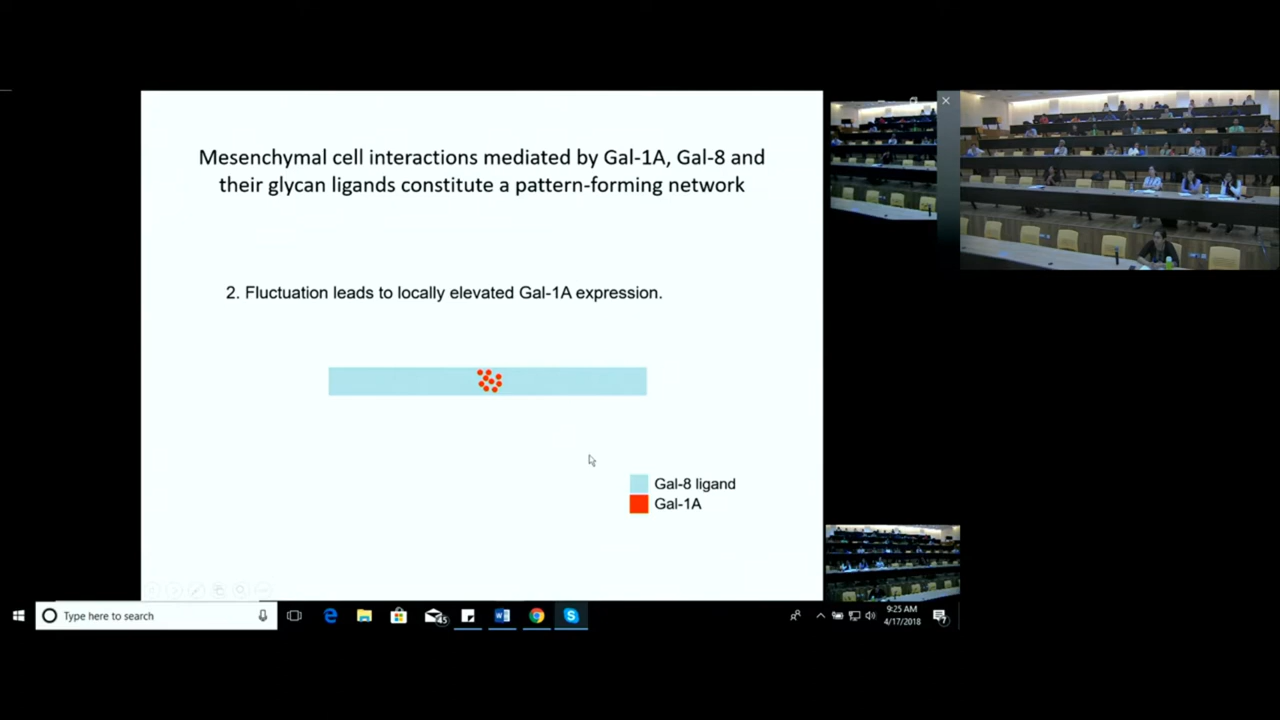 Mesenchymal cell interactions mediated by Gal-1A, Gal-8 and
their glycan ligands constitute a pattern-forming network
2. Fluctuation leads to locally elevated Gal-1A expression.
Gal-8 ligand
Gal-1A
Type here to search
45
9:25 AM
4/17/2018
7